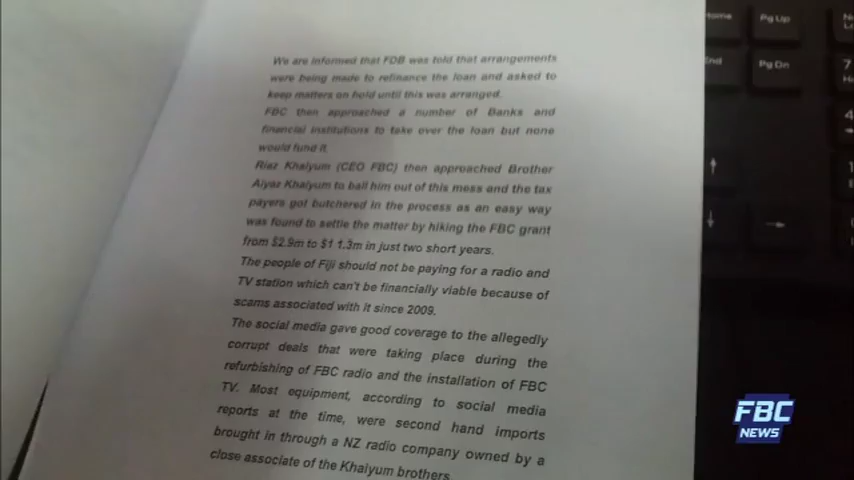 We are informed that FDB was told that arrangements
were being made to refinance the loan and asked to
keep matters on hold until this was arranged.
FBC then approached a number of Banks and
financial institutions to take over the loan but none
would fund it.
Riaz Khaiyum (CEO FBC) then approached Brother
Aiyaz Khaiyum to bail him out of this mess and the tax
payers got butchered in the process as an easy way
was found to settle the matter by hiking the FBC grant
from $2.9m to $1 1.3m in just two short years.
The people of Fiji should not be paying for a radio and
TV station which can't be financially viable because of
scams associated with it since 2009.
The social media gave good coverage to the allegedly
corrupt deals that were taking place during the
refurbishing of FBC radio and the installation of FBC
TV. Most equipment, according to social media
reports at the time, were second hand imports
brought in through a NZ radio company owned by a
close associate of the Khaiyum brothers.
Home
Pg Up
End
Pg Dn
7
4
1
0
FBC
NEWS